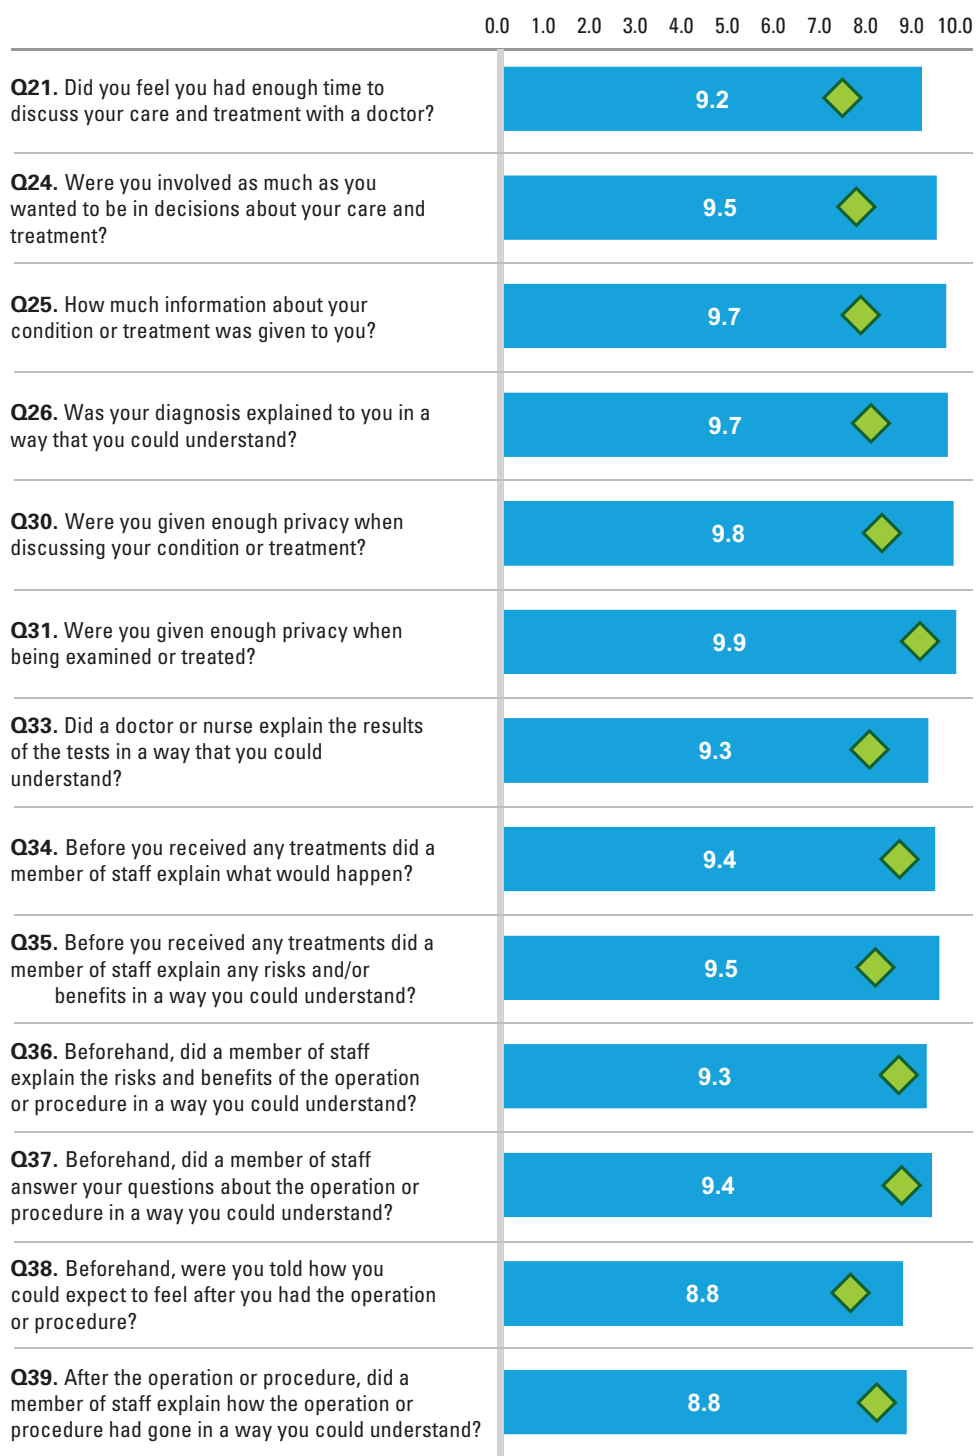 0.0 1.0 2.0 3.0 4.0 5.0 6.0 7.0 8.0 9.0 10.0
Q21. Did you feel you had enough time to
discuss your care and treatment with a doctor?
9.2
Q24. Were you involved as much as you
wanted to be in decisions about your care and
treatment?
9.5
Q25. How much information about your
condition or treatment was given to you?
9.7
Q26. Was your diagnosis explained to you in a
way that you could understand?
9.7
Q30. Were you given enough privacy when
discussing your condition or treatment?
9.8
Q31. Were you given enough privacy when
being examined or treated?
9.9
Q33. Did a doctor or nurse explain the results
of the tests in a way that you could
understand?
9.3
Q34. Before you received any treatments did a
member of staff explain what would happen?
9.4
Q35. Before you received any treatments did a
member of staff explain any risks and/or
benefits in a way you could understand?
9.5
Q36. Beforehand, did a member of staff
explain the risks and benefits of the operation
or procedure in a way you could understand?
9.3
Q37. Beforehand, did a member of staff
answer your questions about the operation or
procedure in a way you could understand?
9.4
Q38. Beforehand, were you told how you
could expect to feel after you had the operation
or procedure?
8.8
Q39. After the operation or procedure, did a
member of staff explain how the operation or
procedure had gone in a way you could understand?
8.8